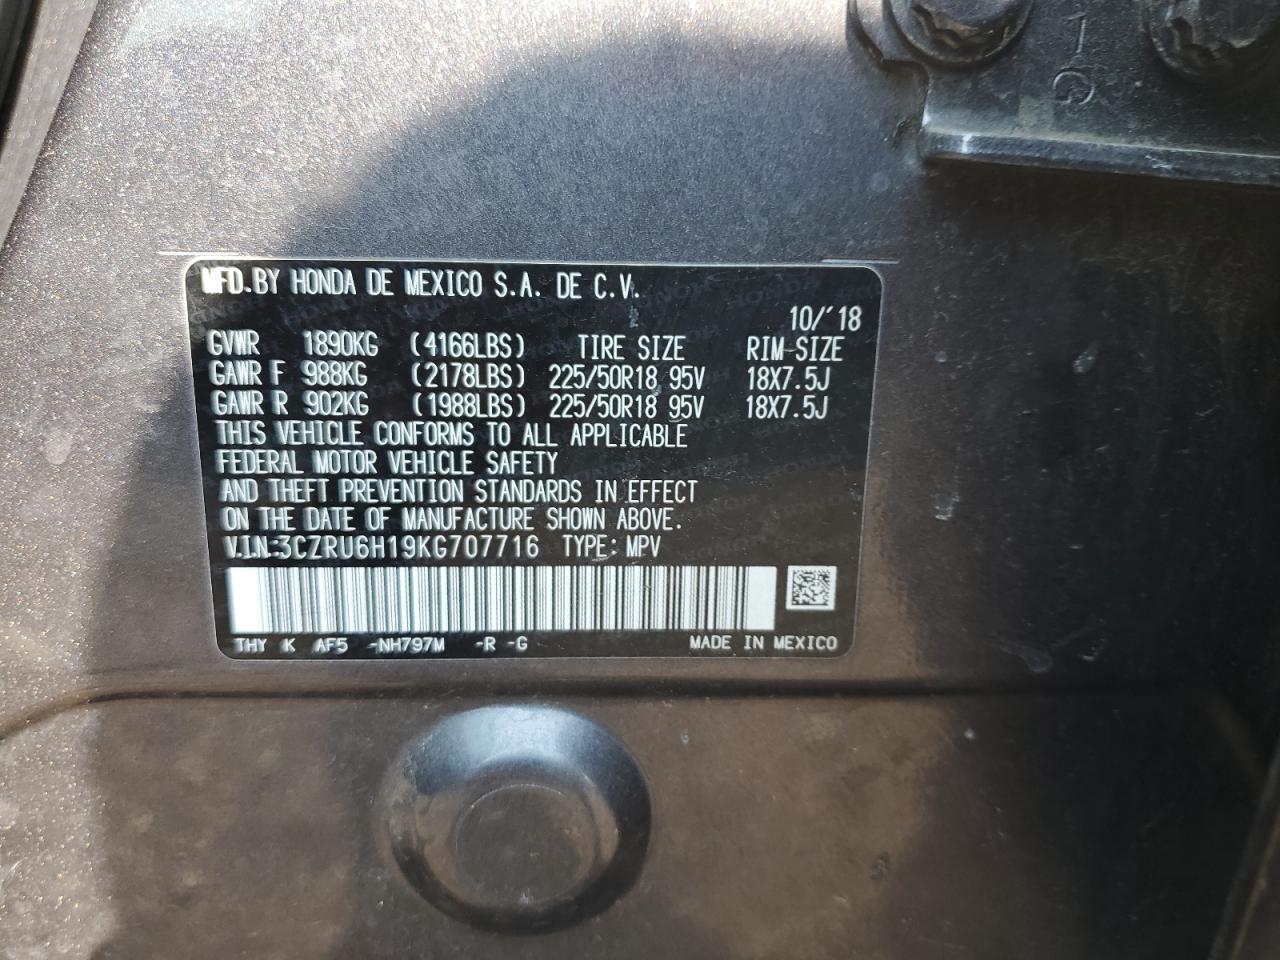 MFD.BY HONDA DE MEXICO S.A. DE C.V.
10/'18
GVWR 1890KG (4166LBS) TIRE SIZE RIM-SIZE
GAWR F 988KG (2178LBS) 225/50R18 95V 18X7.5J
GAWR R 902KG (1988LBS) 225/50R18 95V 18X7.5J
THIS VEHICLE CONFORMS TO ALL APPLICABLE
FEDERAL MOTOR VEHICLE SAFETY
AND THEFT PREVENTION STANDARDS IN EFFECT
ON THE DATE OF MANUFACTURE SHOWN ABOVE.
V.I.N:3CZRU6H19KG707716 TYPE: MPV
THY K AF5 -NH797M -R -G MADE IN MEXICO